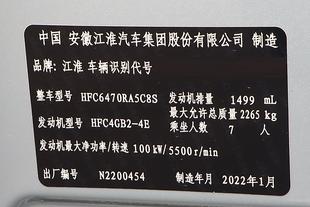 中国 安徽江淮汽车集团股份有限公司 制造
品牌：江淮 车辆识别代号
整车型号 HFC6470RA5C8S 发动机排量 1499 mL
最大允许总质量 2265 kg
发动机型号 HFC4GB2-4E 乘坐人数 7 人
发动机最大净功率/转速 100 kW/5500 r/min
出厂编号 N2200454 制造年月 2022年1月